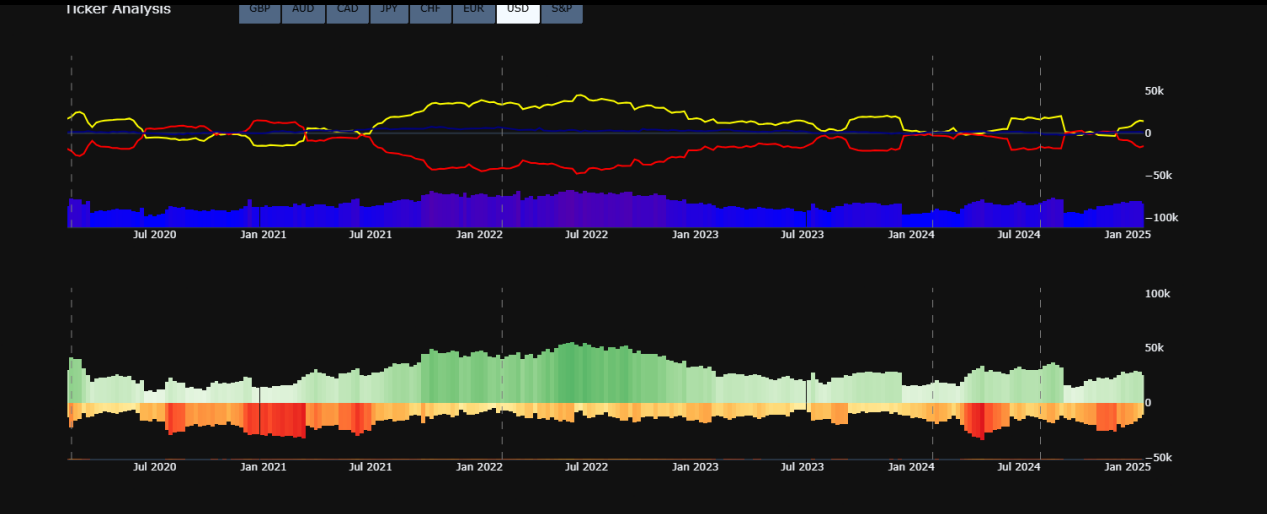 Ticker Analysis
GBP AUD CAD JPY CHF EUR USD S&P
50k
0
−50k
−100k
Jul 2020 Jan 2021 Jul 2021 Jan 2022 Jul 2022 Jan 2023 Jul 2023 Jan 2024 Jul 2024 Jan 2025
100k
50k
0
−50k
Jul 2020 Jan 2021 Jul 2021 Jan 2022 Jul 2022 Jan 2023 Jul 2023 Jan 2024 Jul 2024 Jan 2025